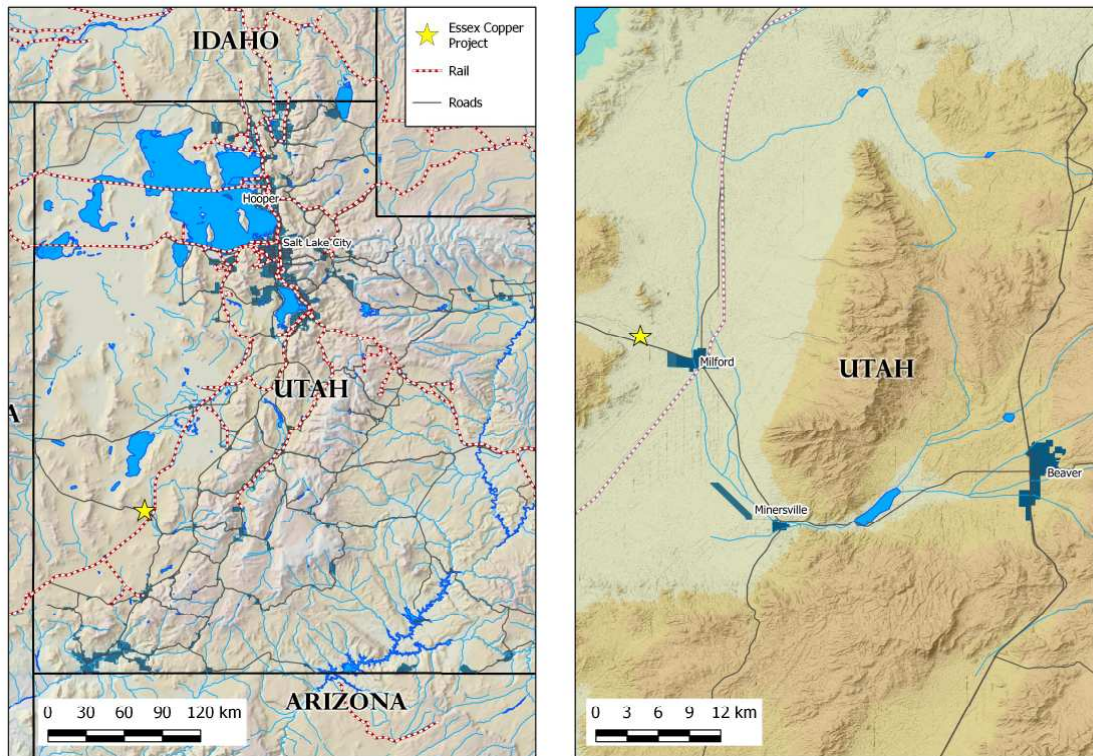 IDAHO
Essex Copper
Project
Rail
Roads
Hooper
Salt Lake City
UTAH
A
0 30 60 90 120 km
ARIZONA
Milford
UTAH
Beaver
Minersville
0 3 6 9 12 km